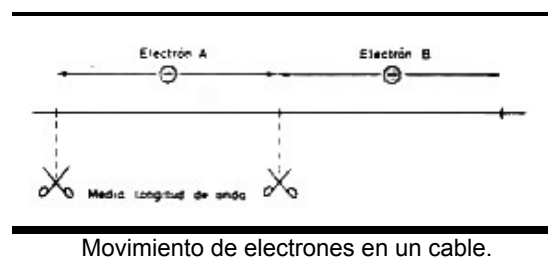 Electrón A
Electrón B
Media Longitud de onda
Movimiento de electrones en un cable.